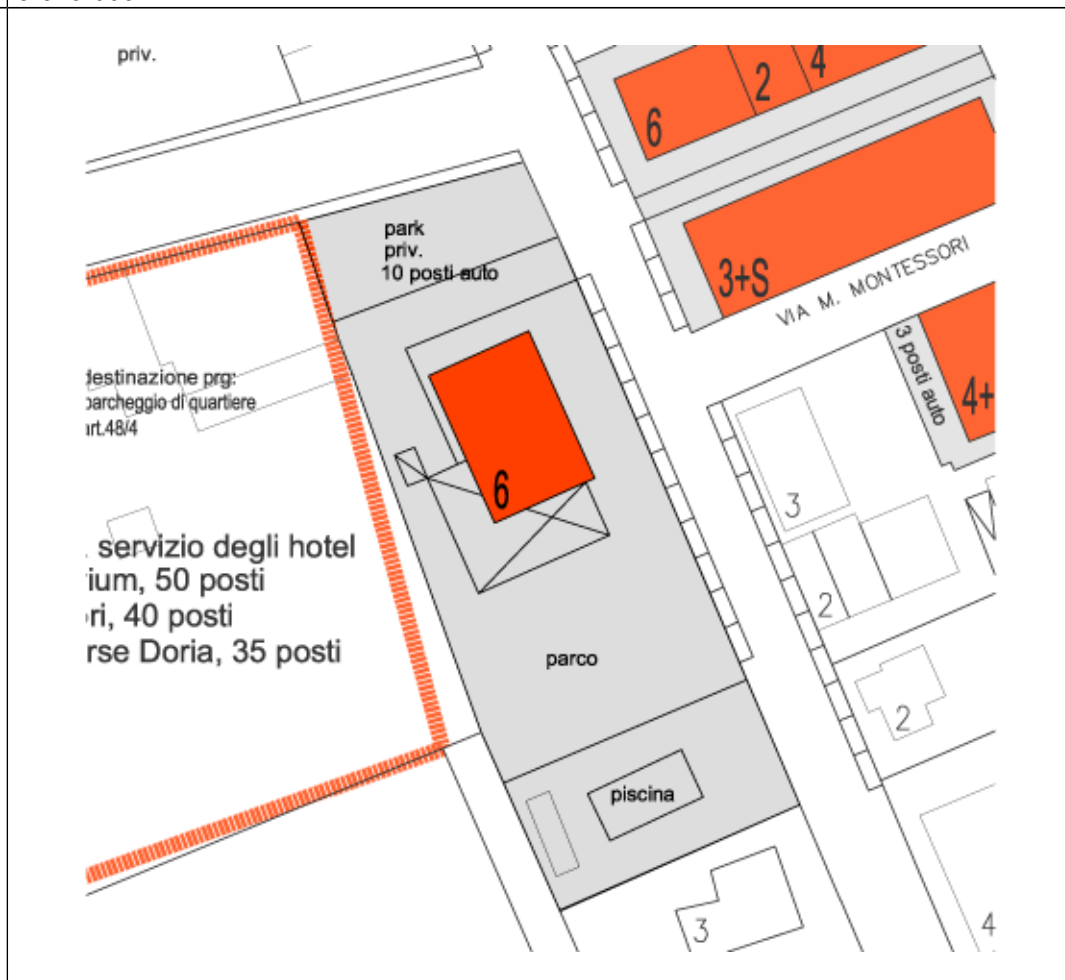 priv.
6
2
4
park
priv.
10 posti auto
3+S
VIA M. MONTESSORI
3 posti auto
4+
destinazione prg:
parcheggio di quartiere
art.48/4
6
3
servizio degli hotel
rium, 50 posti
ri, 40 posti
rse Doria, 35 posti
2
parco
2
piscina
3
4